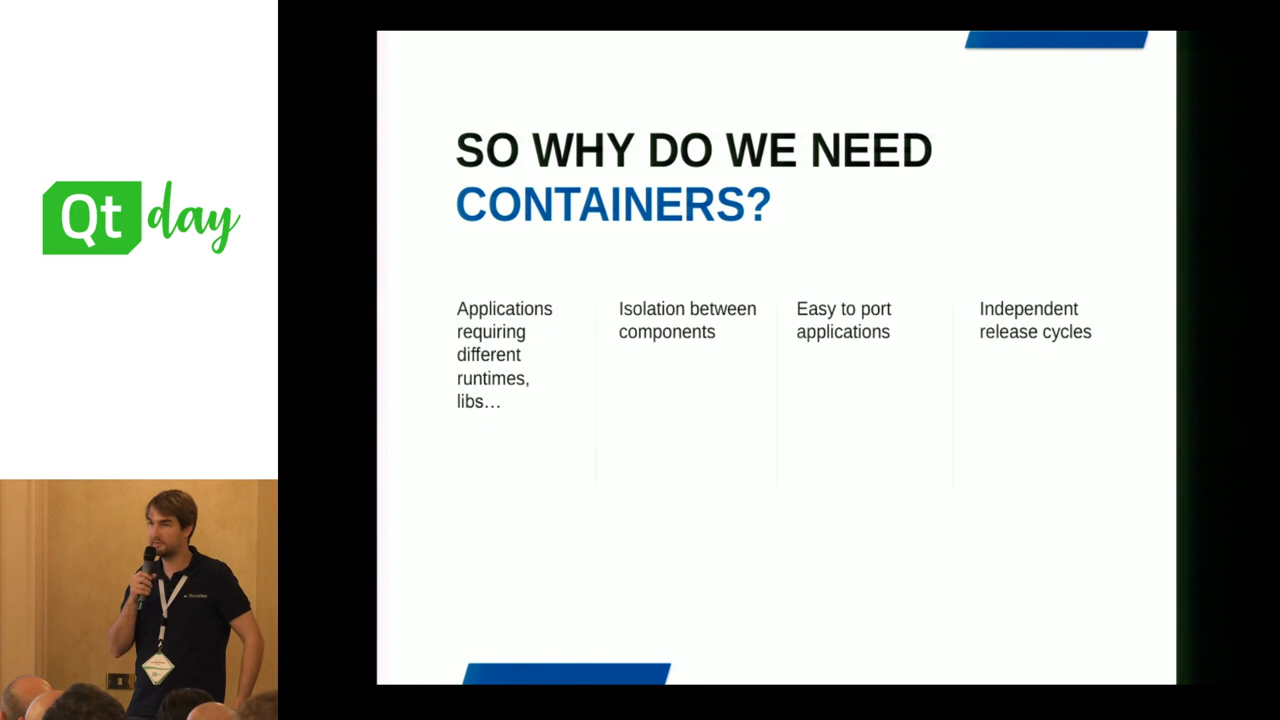 Qt day
SO WHY DO WE NEED
CONTAINERS?
Applications
requiring
different
runtimes,
libs…
Isolation between
components
Easy to port
applications
Independent
release cycles